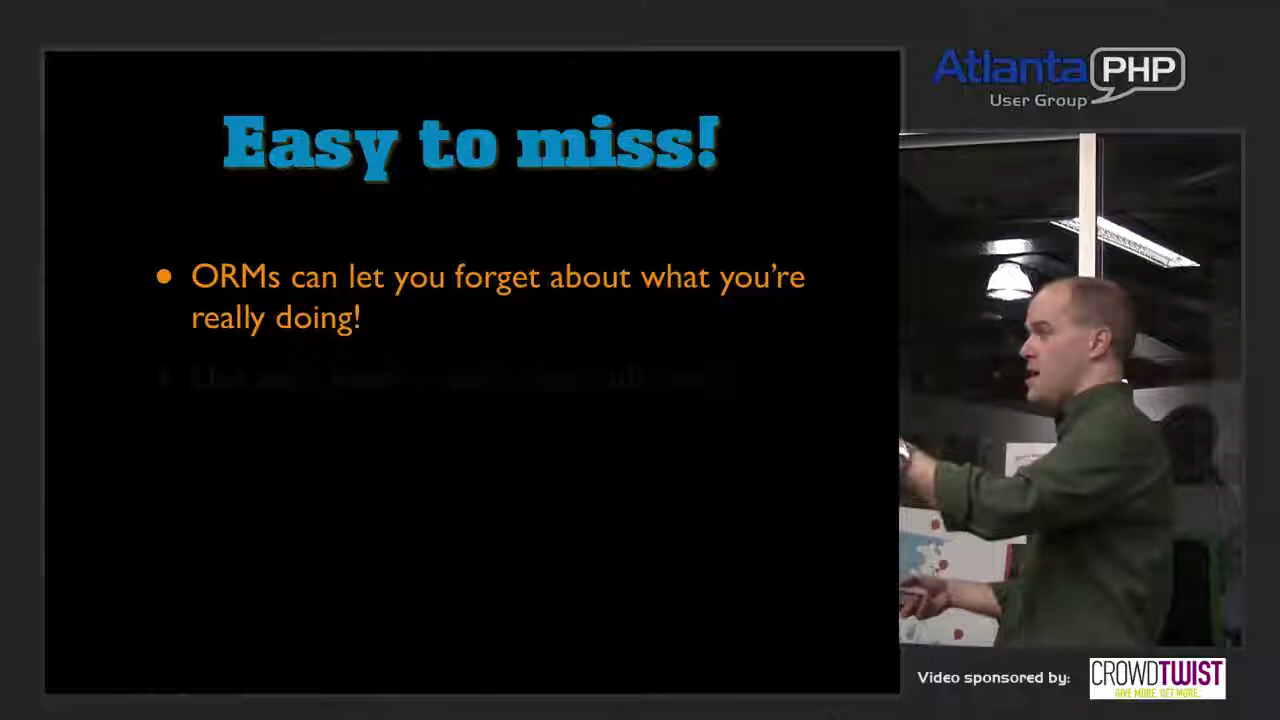 Easy to miss!
• ORMs can let you forget about what you're
really doing!
Atlanta PHP
User Group
Video sponsored by:
CROWDTWIST
GIVE MORE. GET MORE.